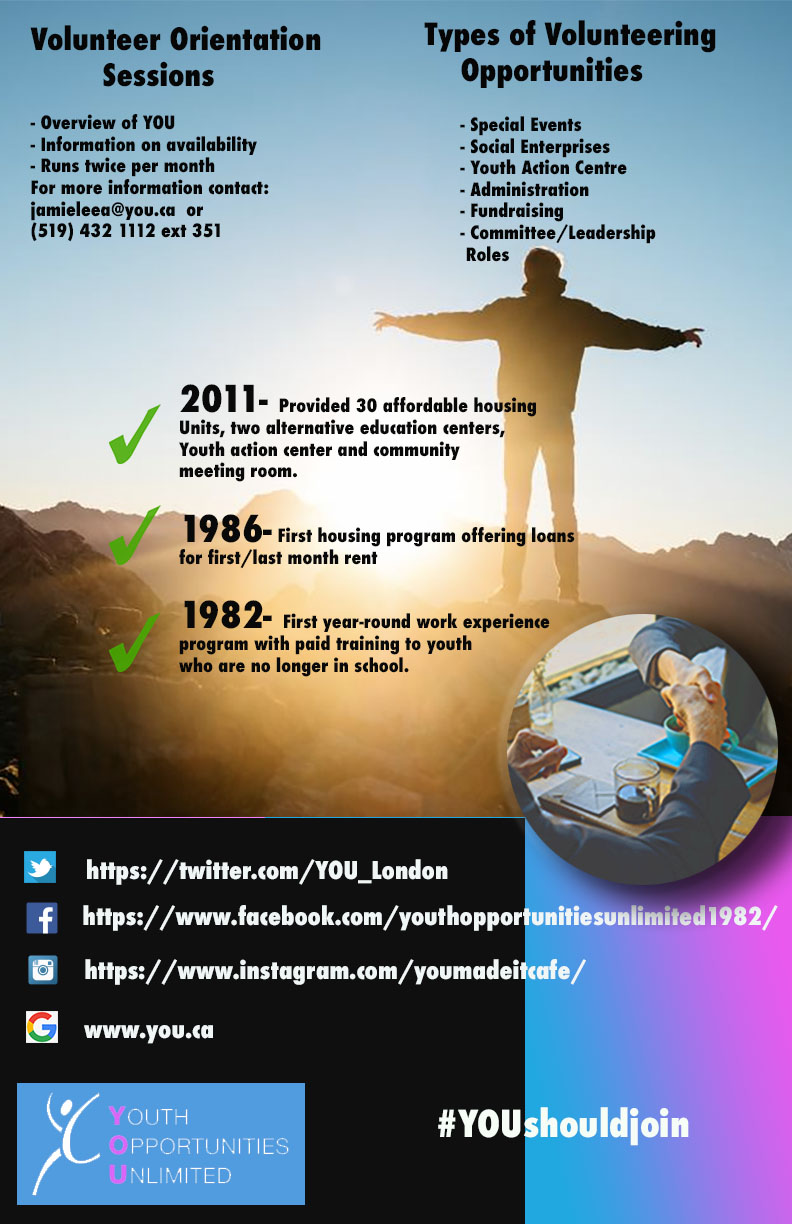 Volunteer Orientation
Sessions
- Overview of YOU
- Information on availability
- Runs twice per month
For more information contact:
jamieleea@you.ca or
(519) 432 1112 ext 351
Types of Volunteering
Opportunities
- Special Events
- Social Enterprises
- Youth Action Centre
- Administration
- Fundraising
- Committee/Leadership
Roles
2011- Provided 30 affordable housing
Units, two alternative education centers,
Youth action center and community
meeting room.
1986- First housing program offering loans
for first/last month rent
1982- First year-round work experience
program with paid training to youth
who are no longer in school.
https://twitter.com/YOU_London
https://www.facebook.com/youthopportunitiesunlimited1982/
https://www.instagram.com/youmadeitcafe/
www.you.ca
YOUTH
OPPORTUNITIES
UNLIMITED
#YOUshouldjoin